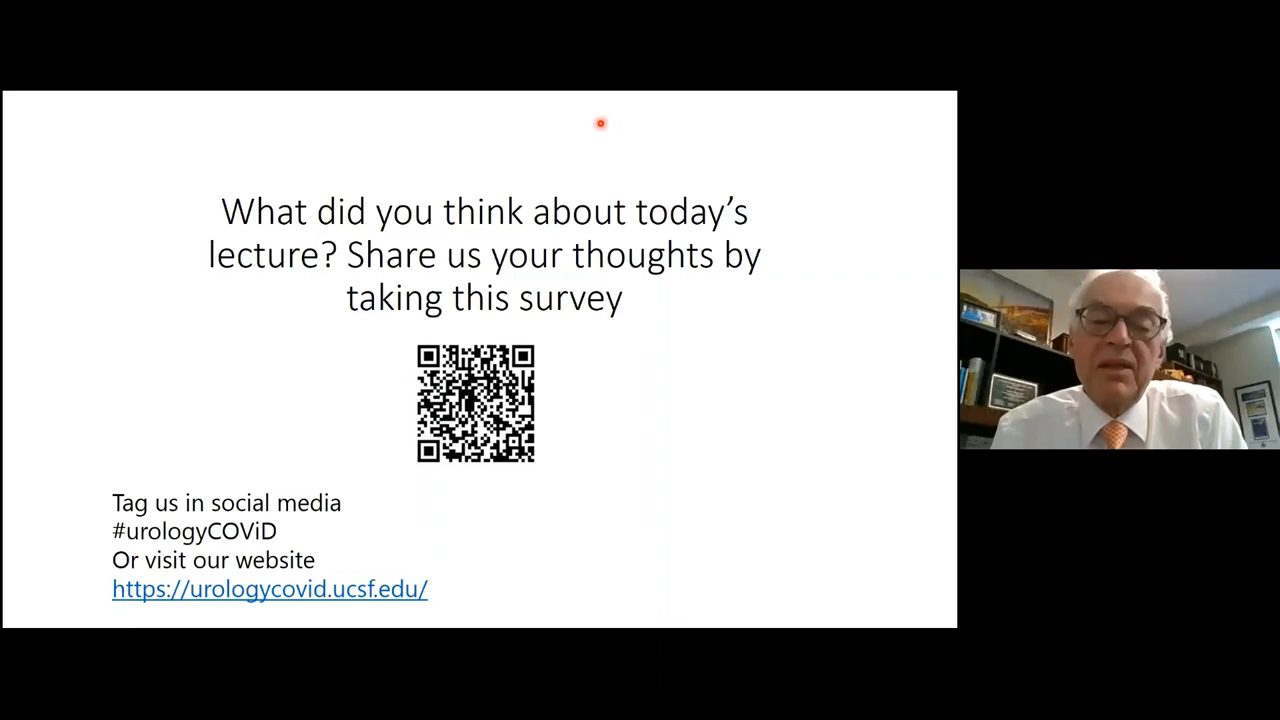 What did you think about today’s
lecture? Share us your thoughts by
taking this survey
Tag us in social media
#urologyCOViD
Or visit our website
https://urologycovid.ucsf.edu/